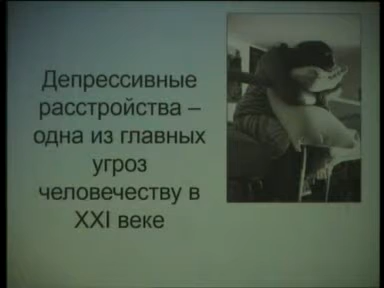 Депрессивные
расстройства –
одна из главных
угроз
человечеству в
XXI веке